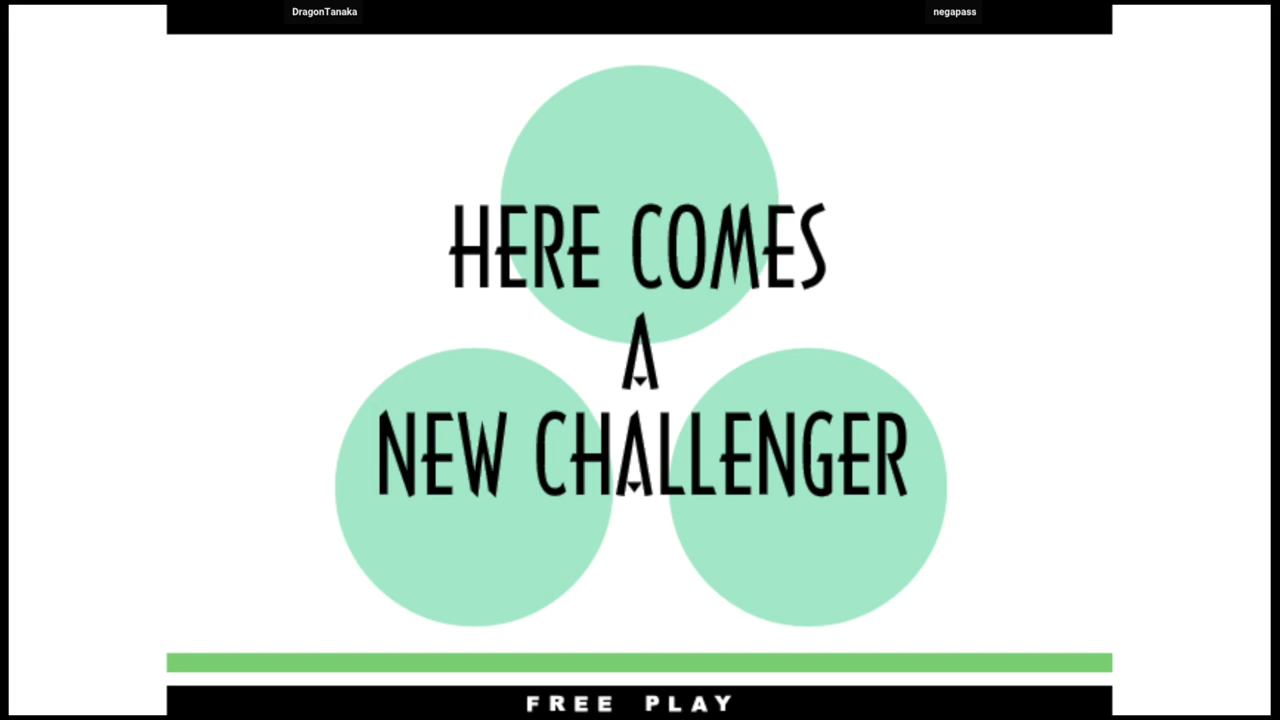 DragonTanaka
negapass
HERE COMES
A
NEW CHALLENGER
FREE PLAY